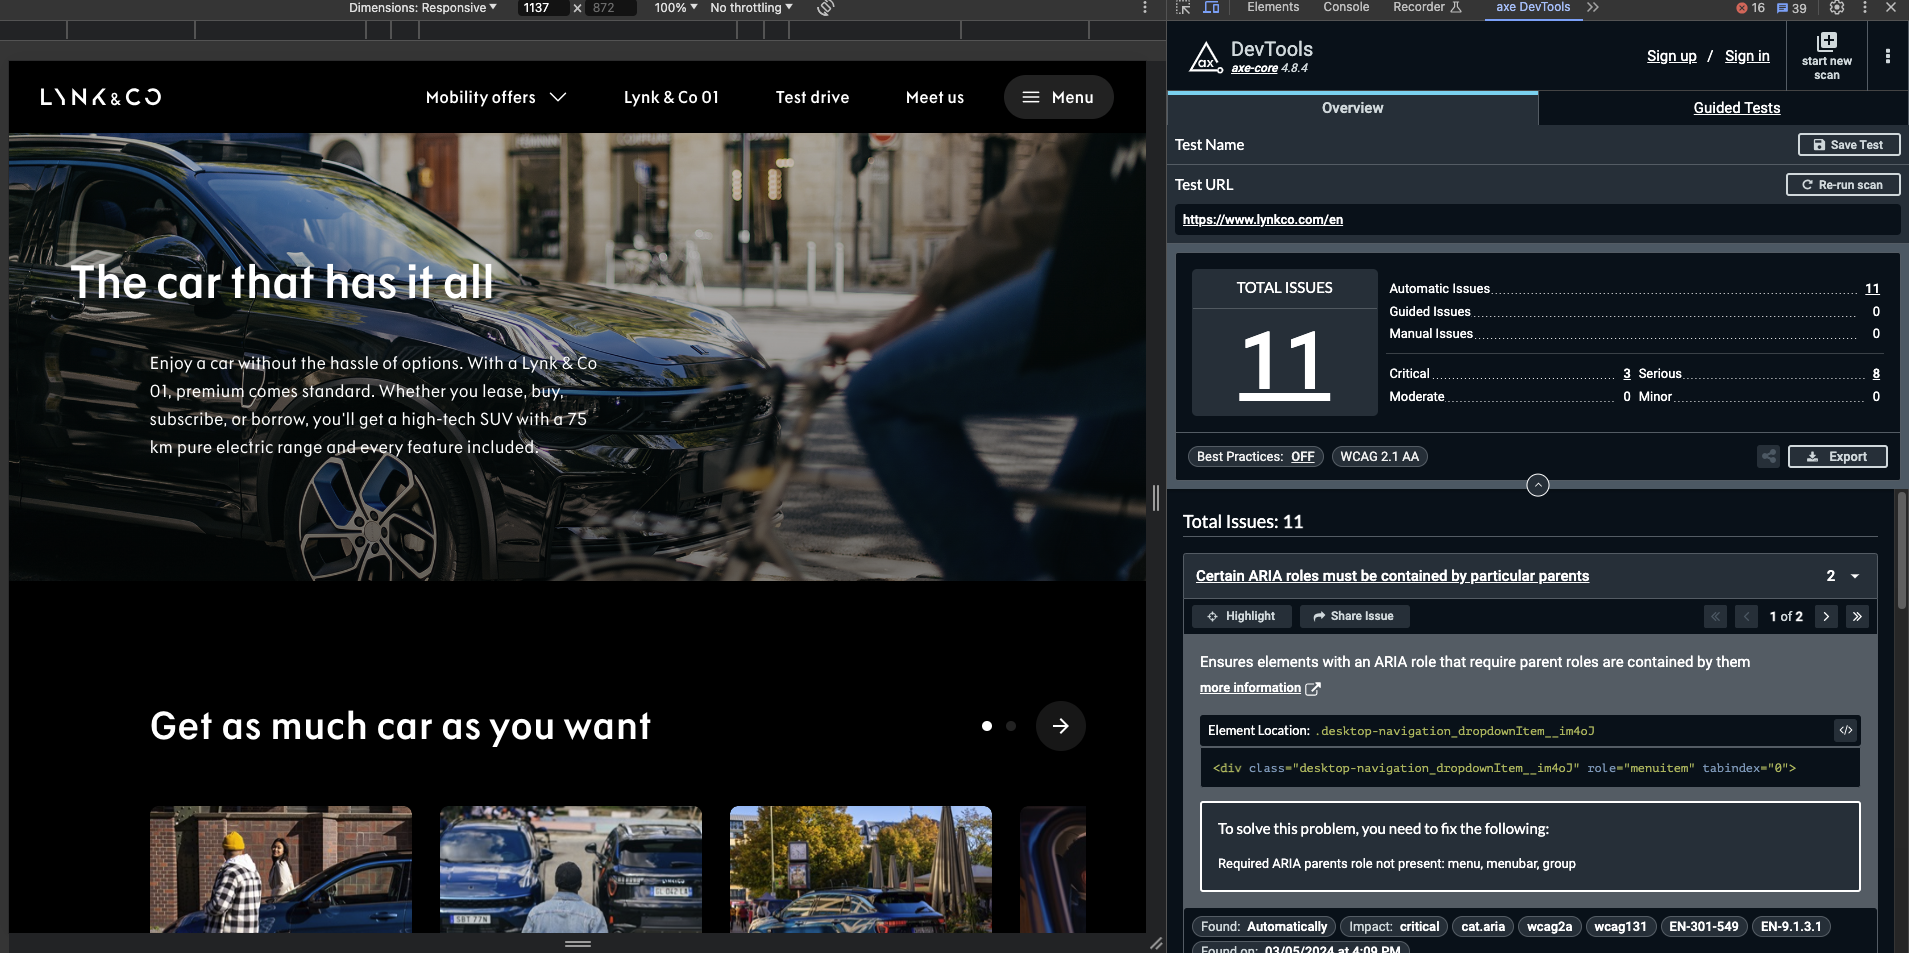 Dimensions: Responsive 1137 × 872 100% No throttling
LYNK&CO
Mobility offers
Lynk & Co 01
Test drive
Meet us
Menu
The car that has it all
Enjoy a car without the hassle of options. With a Lynk & Co
01, premium comes standard. Whether you lease, buy,
subscribe, or borrow, you'll get a high-tech SUV with a 75
km pure electric range and every feature included.
Get as much car as you want
SBT 77N
Elements Console Recorder axe DevTools 16 39
ax
DevTools
axe-core 4.8.4
Sign up / Sign in
start new
scan
Overview
Guided Tests
Test Name
Save Test
Test URL
Re-run scan
https://www.lynkco.com/en
TOTAL ISSUES
11
Automatic Issues 11
Guided Issues 0
Manual Issues 0
Critical 3 Serious 8
Moderate 0 Minor 0
Best Practices: OFF
WCAG 2.1 AA
Export
Total Issues: 11
Certain ARIA roles must be contained by particular parents 2
Highlight
Share Issue
1 of 2
Ensures elements with an ARIA role that require parent roles are contained by them
more information
Element Location: .desktop-navigation_dropdownItem__im4oJ
</>
<div class="desktop-navigation_dropdownItem__im4oJ" role="menuitem" tabindex="0">
To solve this problem, you need to fix the following:
Required ARIA parents role not present: menu, menubar, group
Found: Automatically
Impact: critical
cat.aria
wcag2a
wcag131
EN-301-549
EN-9.1.3.1
Found on: 03/05/2024 at 4:09 PM